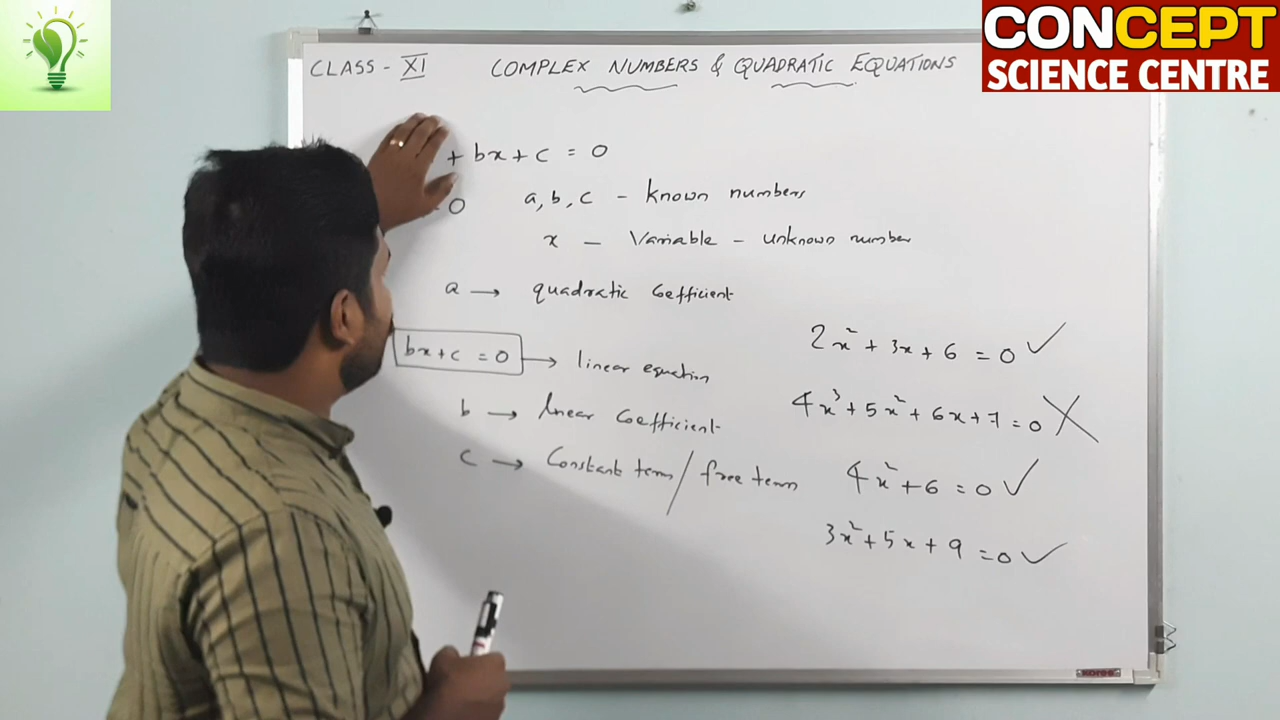 CONCEPT
SCIENCE CENTRE
CLASS - XI COMPLEX NUMBERS & QUADRATIC EQUATIONS
+ bx + c = 0
0 a, b, c - known numbers
x - Variable - unknown number
a → quadratic Coefficient
bx + c = 0 → linear equation
b → linear Coefficient
c → Constant term / free term
2x² + 3x + 6 = 0 ✓
4x³ + 5x² + 6x + 7 = 0 ╳
4x² + 6 = 0 ✓
3x² + 5x + 9 = 0 ✓
kores